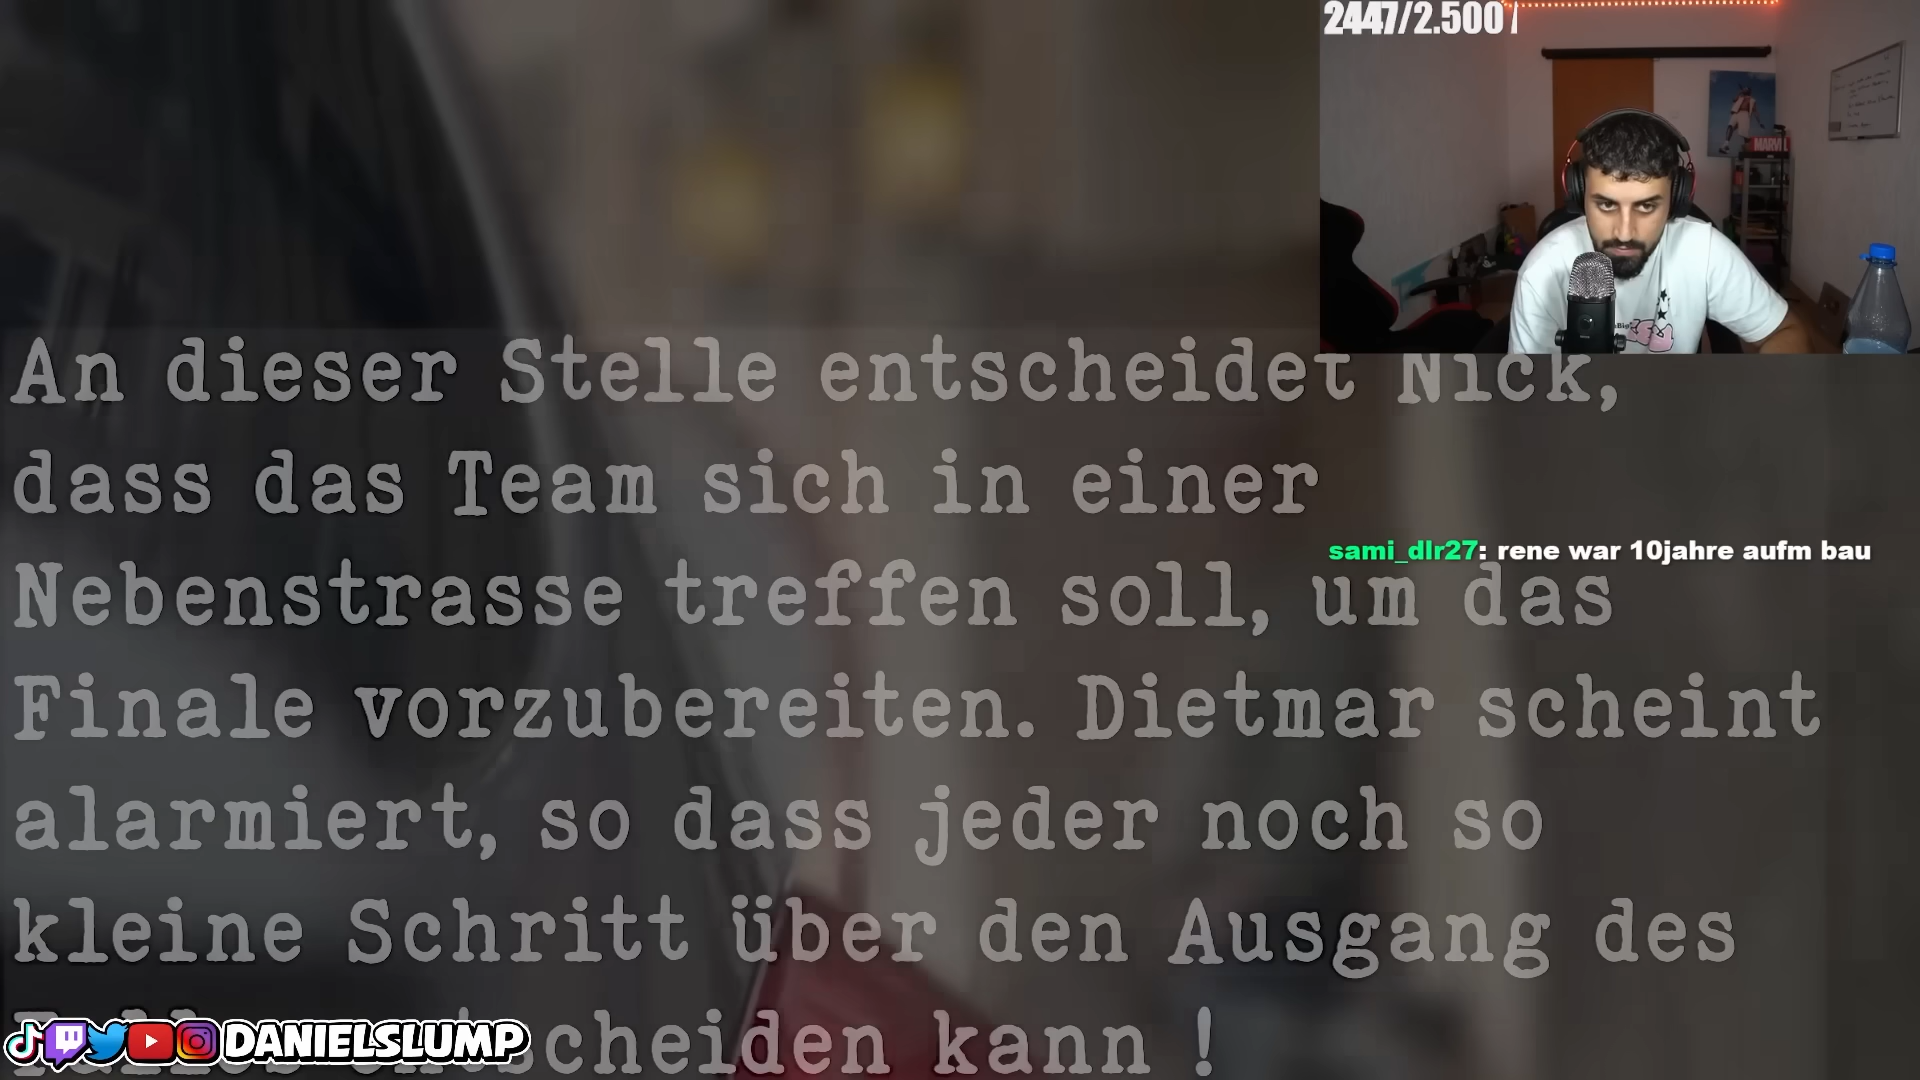 2447/2.500
MARVEL
An dieser Stelle entscheidet Nick,
dass das Team sich in einer
sami_dlr27: rene war 10jahre aufm bau
Nebenstrasse treffen soll, um das
Finale vorzubereiten. Dietmar scheint
alarmiert, so dass jeder noch so
kleine Schritt über den Ausgang des
entscheiden kann !
DANIELSLUMP